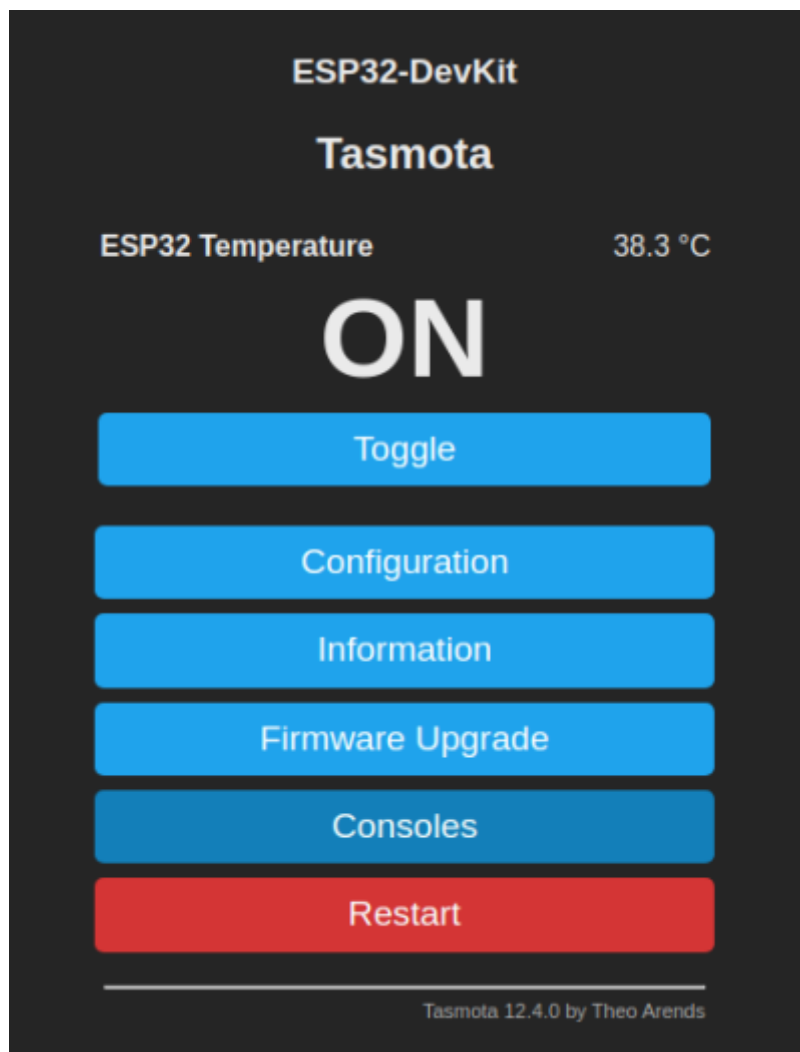 ESP32-DevKit
Tasmota
ESP32 Temperature 38.3 °C
ON
Toggle
Configuration
Information
Firmware Upgrade
Consoles
Restart
Tasmota 12.4.0 by Theo Arends